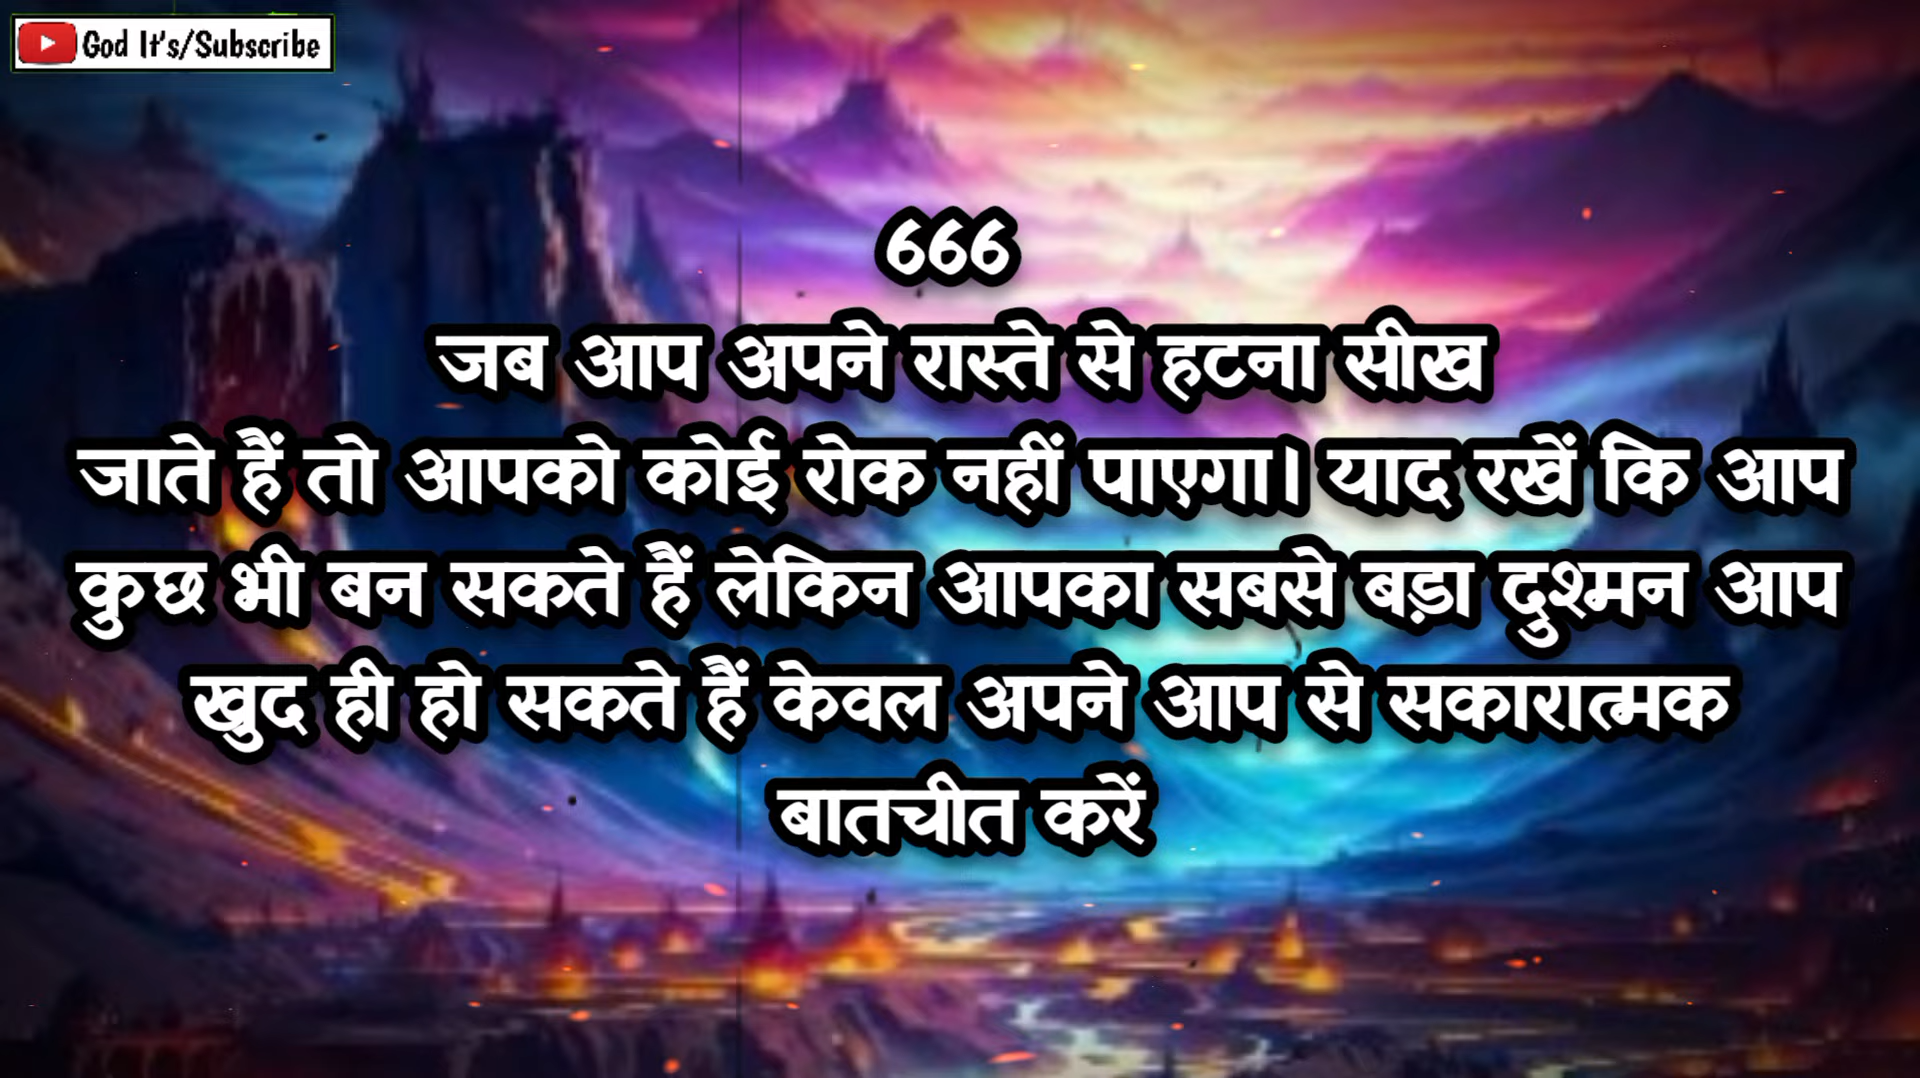 God It's/Subscribe
666
जब आप अपने रास्ते से हटना सीख
जाते हैं तो आपको कोई रोक नहीं पाएगा। याद रखें कि आप
कुछ भी बन सकते हैं लेकिन आपका सबसे बड़ा दुश्मन आप
खुद ही हो सकते हैं केवल अपने आप से सकारात्मक
बातचीत करें